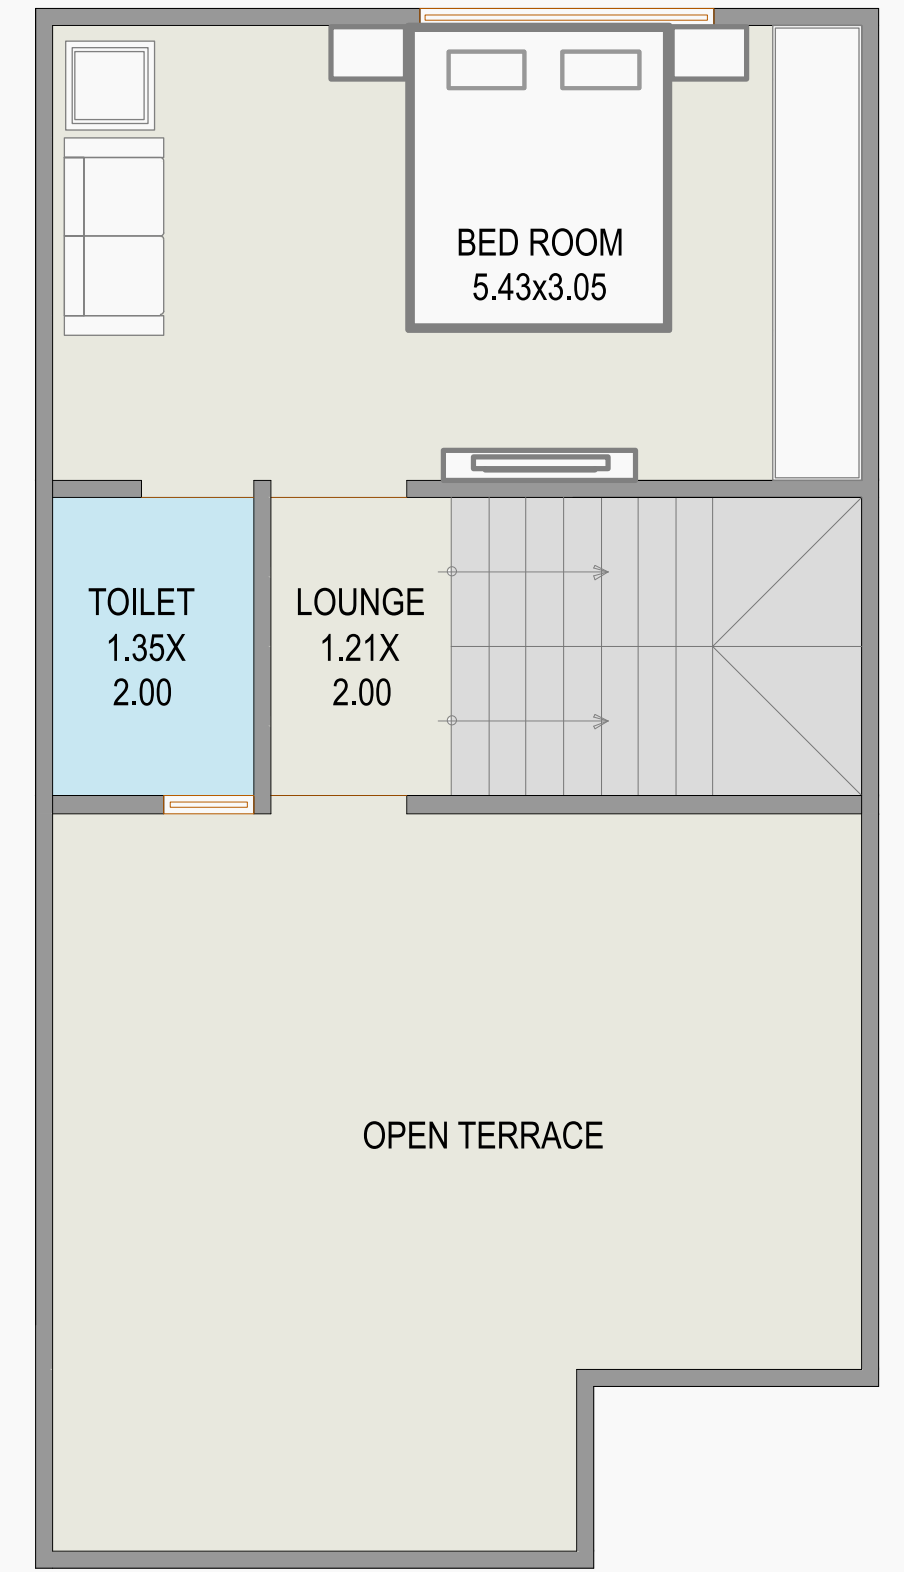 BED ROOM
5.43x3.05
TOILET
1.35X
2.00
LOUNGE
1.21X
2.00
OPEN TERRACE